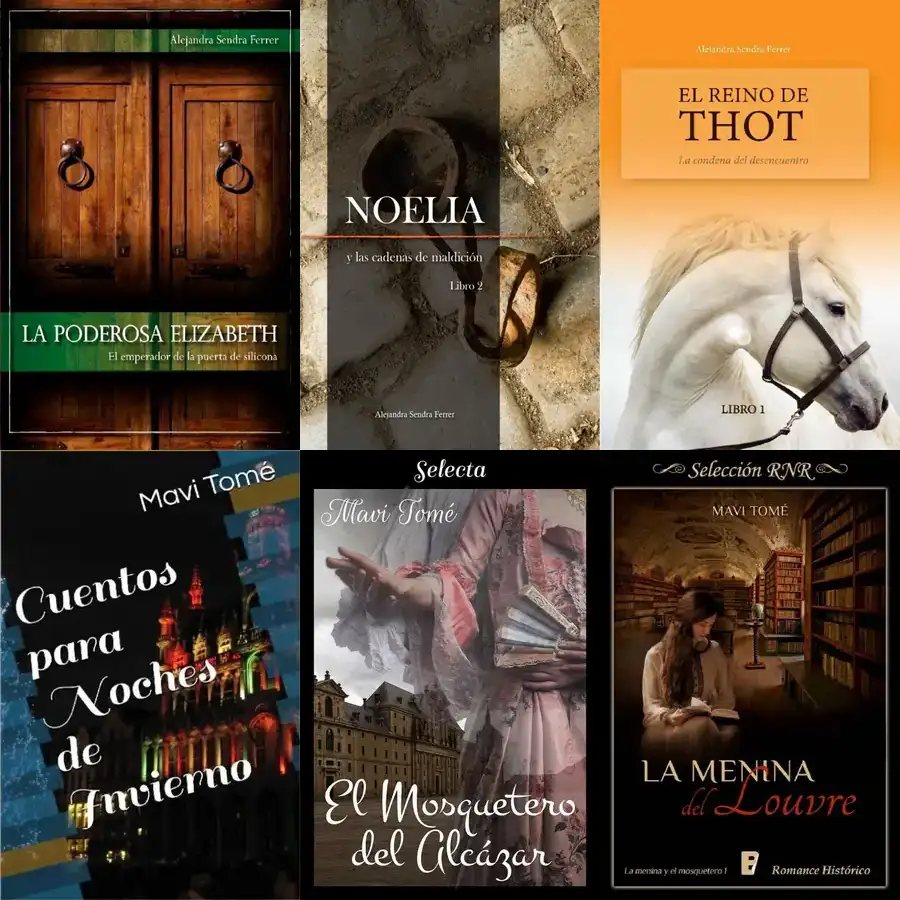 Alejandra Sendra Ferrer
LA PODEROSA ELIZABETH
El emperador de la puerta de silicona
NOELIA
y las cadenas de maldición
Libro 2
Alejandra Sendra Ferrer
Alejandra Sendra Ferrer
EL REINO DE
THOT
La condena del desencuentro
LIBRO 1
Mavi Tomé
Cuentos
para
Noches
de
Invierno
Selecta
Mavi Tomé
El Mosquetero
del Alcázar
Selección RNR
MAVI TOMÉ
LA MENINA
del Louvre
La menina y el mosquetero 1
B
Romance Histórico